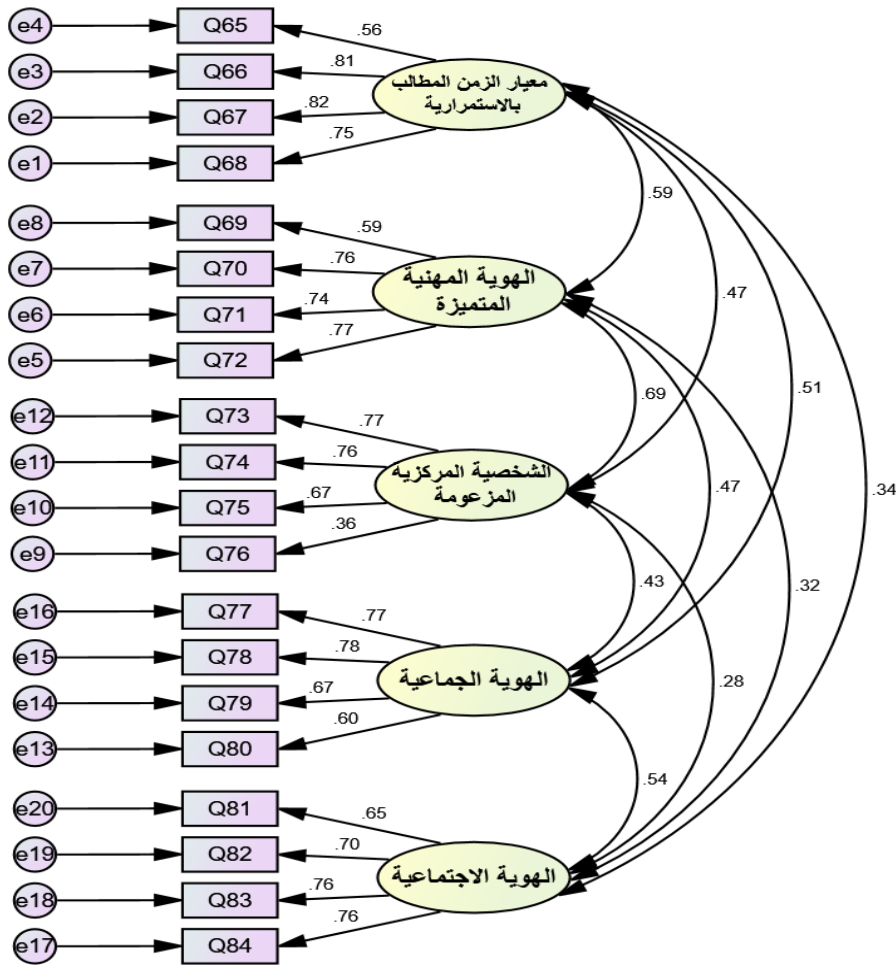 e4 Q65 .56
e3 Q66 .81
معيار الزمن المطالب
بالاستمرارية
e2 Q67 .82
e1 Q68 .75
.59
e8 Q69 .59
e7 Q70 .76
الهوية المهنية
المتميزة
e6 Q71 .74
e5 Q72 .77
.47
.51
.69
e12 Q73 .77
e11 Q74 .76
الشخصية المركزية
المزعومة
e10 Q75 .67
e9 Q76 .36
.47
.34
.43
.32
e16 Q77 .77
e15 Q78 .78
الهوية الجماعية
e14 Q79 .67
e13 Q80 .60
.28
.54
e20 Q81 .65
e19 Q82 .70
الهوية الاجتماعية
e18 Q83 .76
e17 Q84 .76